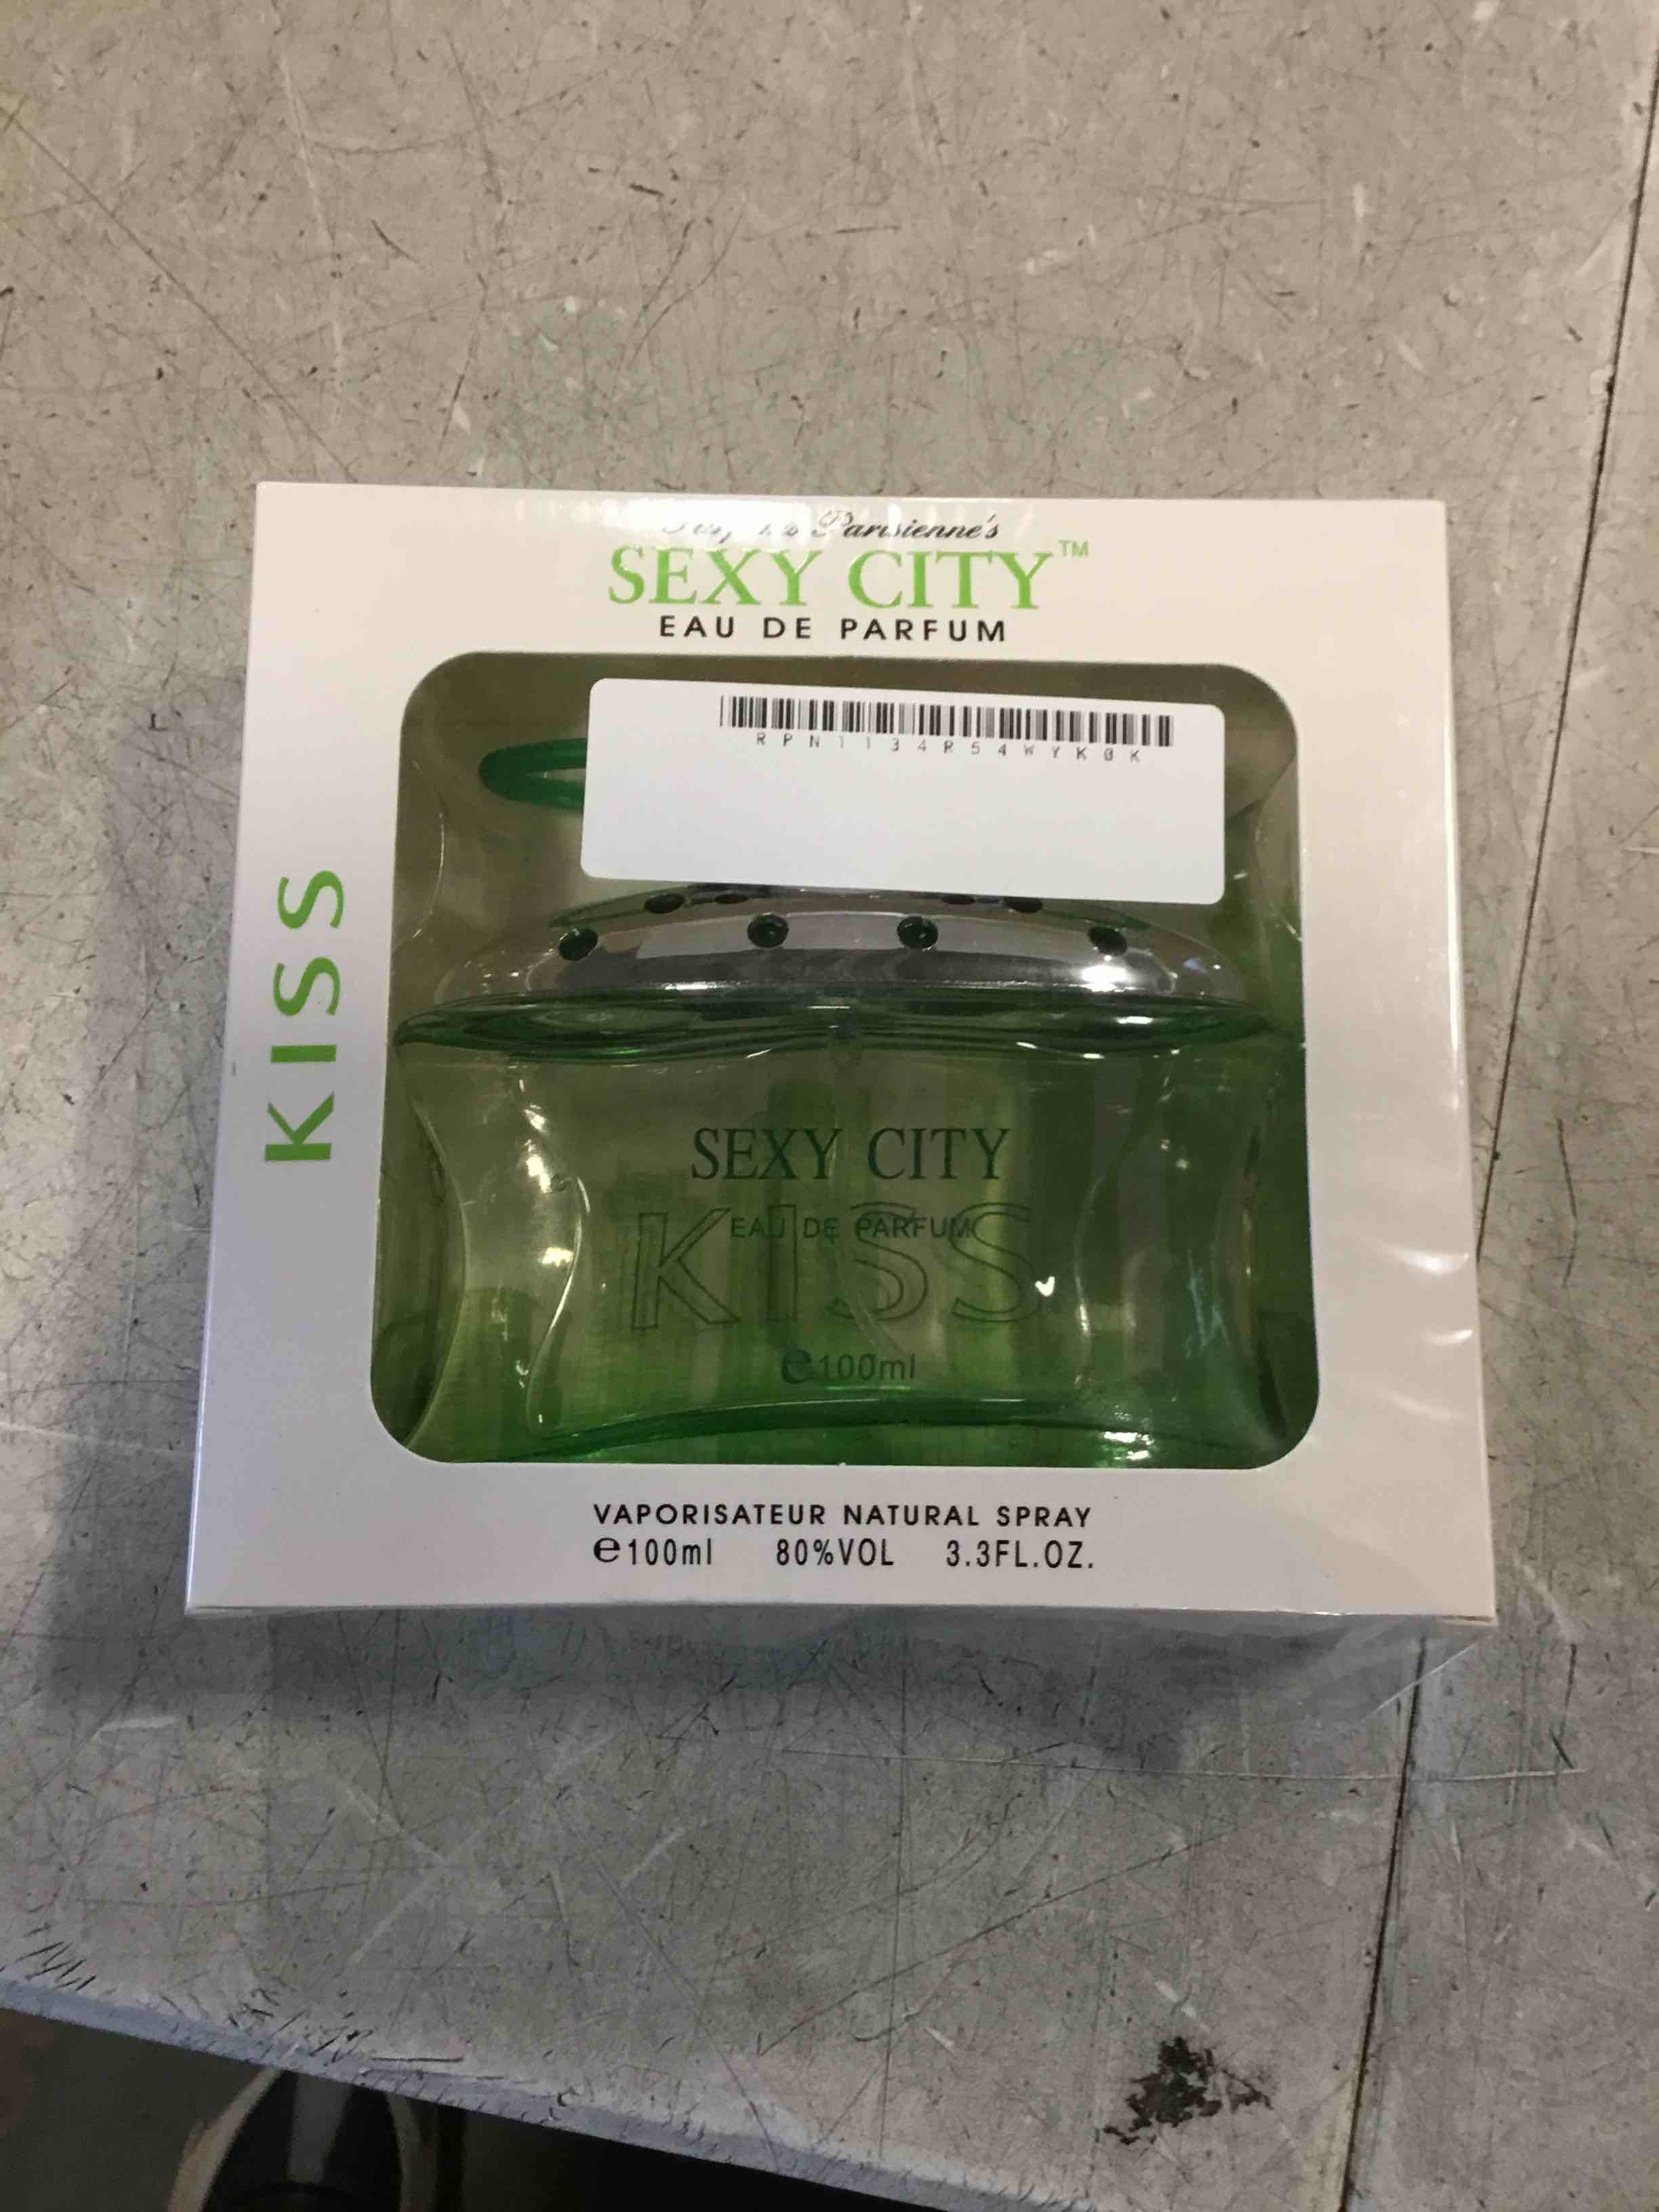 Parisienne's
SEXY CITY™
EAU DE PARFUM
RPN1134R54WYK0K
KISS
SEXY CITY
EAU DE PARFUM
KISS
e100ml
VAPORISATEUR NATURAL SPRAY
e100ml 80%VOL 3.3FL.OZ.